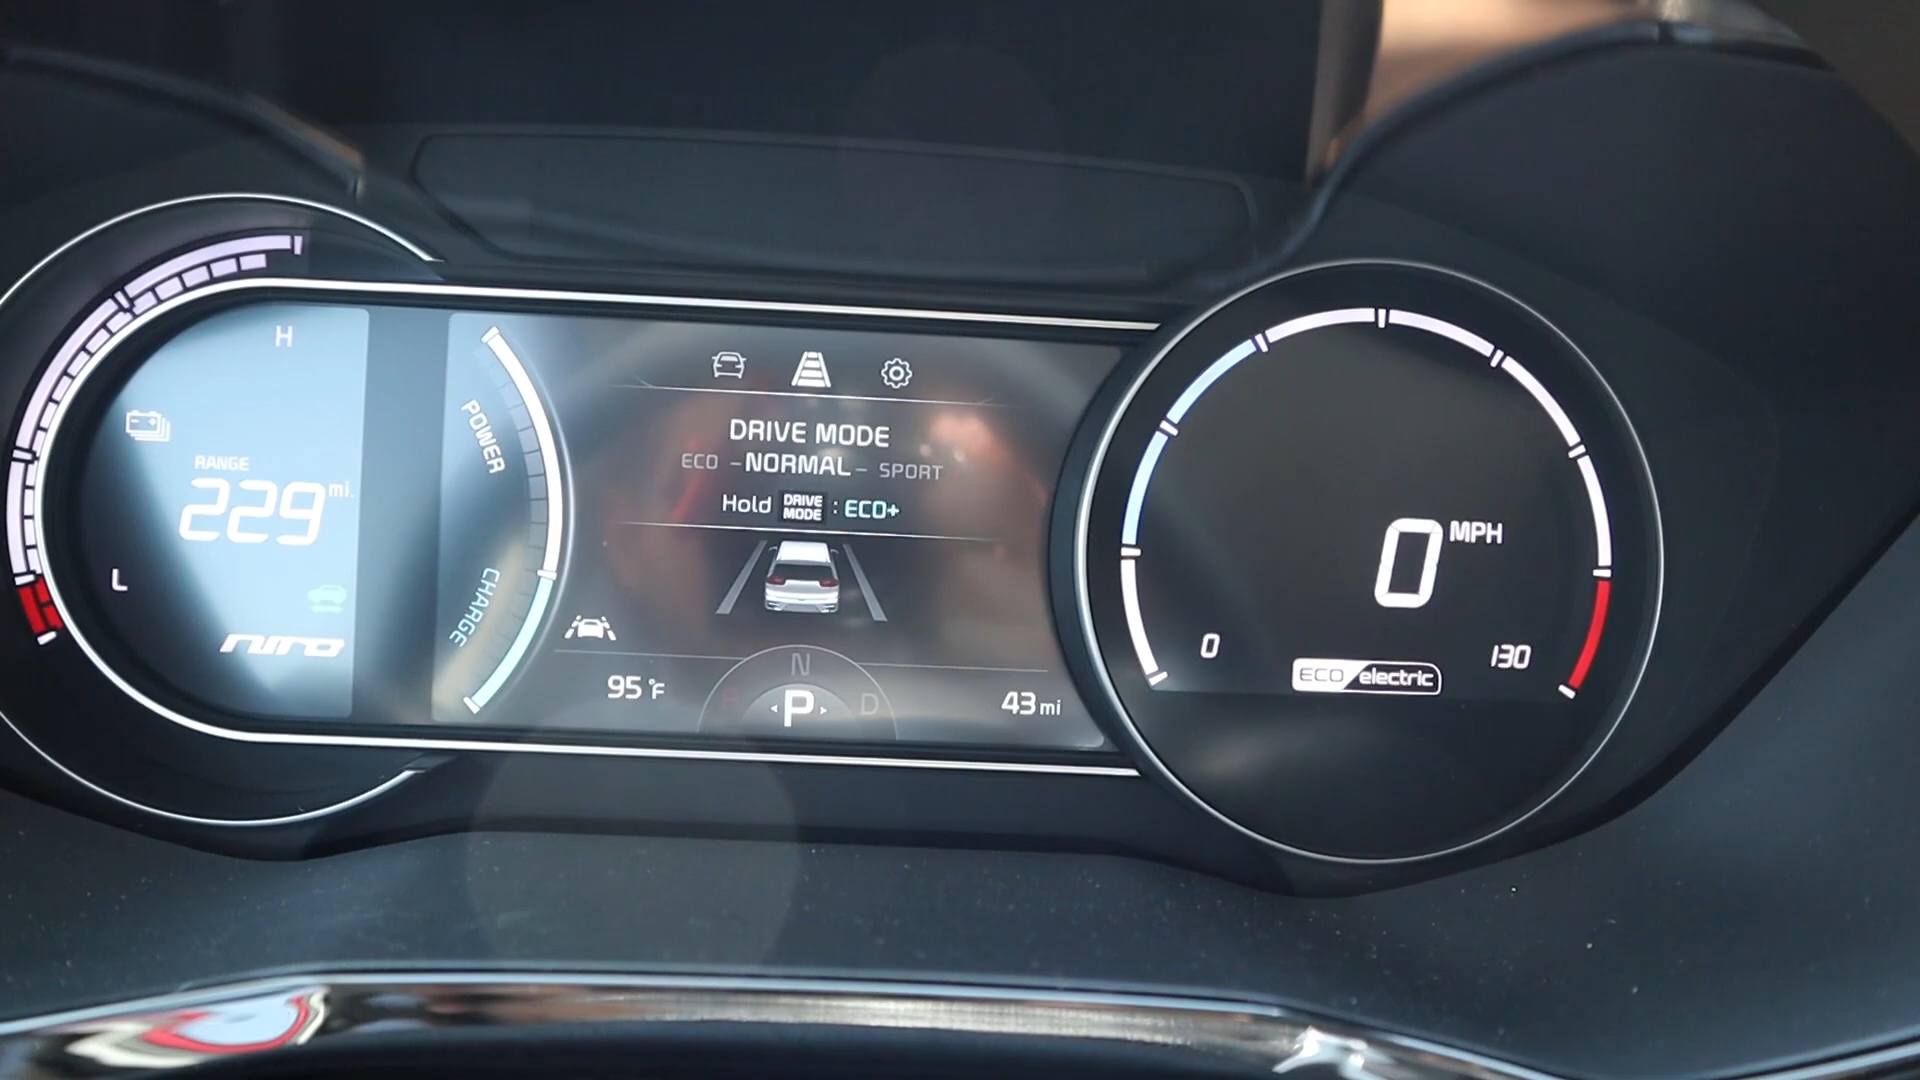 H
RANGE
229 mi.
L
niro
POWER
CHARGE
DRIVE MODE
ECO – NORMAL – SPORT
Hold DRIVE MODE : ECO+
95°F
N
R P D
43 mi
0 MPH
0
130
ECO electric